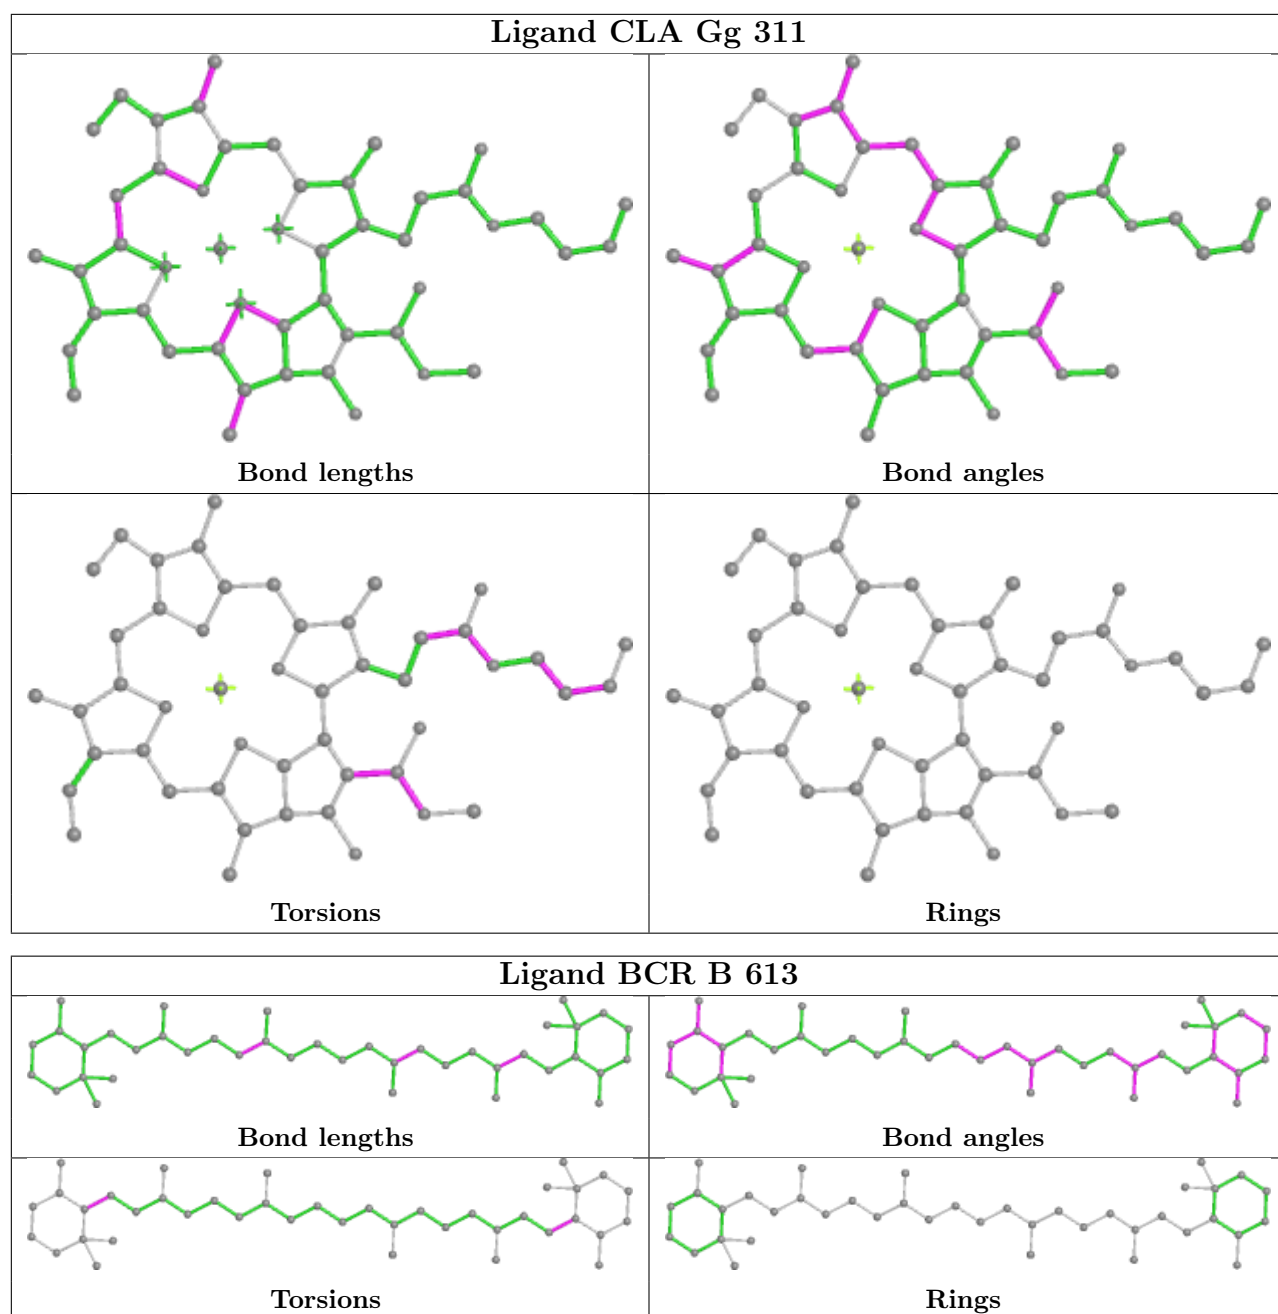 Ligand CLA Gg 311
Bond lengths
Bond angles
Torsions
Rings
Ligand BCR B 613
Bond lengths
Bond angles
Torsions
Rings